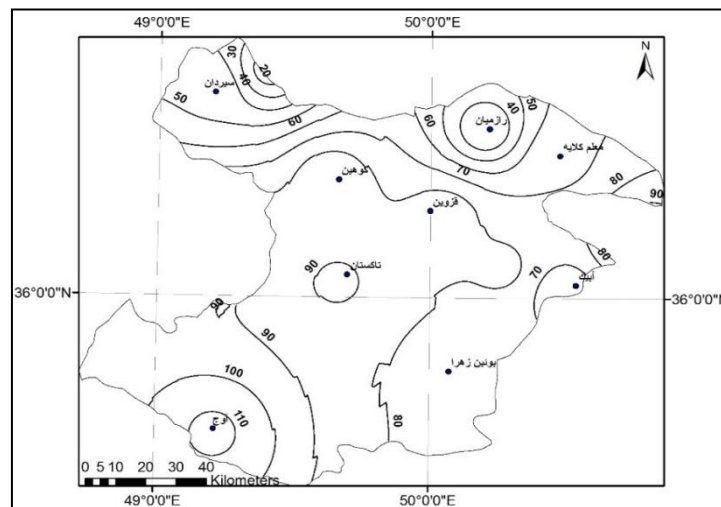 49°0'0"E
50°0'0"E
N
30
20
40
سیردان
50
60
50
40
60
رازمیان
معلم کلایه
70
80
90
کوهین
قزوین
80
90
تاکستان
70
آبیک
36°0'0"N
36°0'0"N
90
90
بوئین زهرا
100
110
آوج
80
0 5 10 20 30 40
Kilometers
49°0'0"E
50°0'0"E